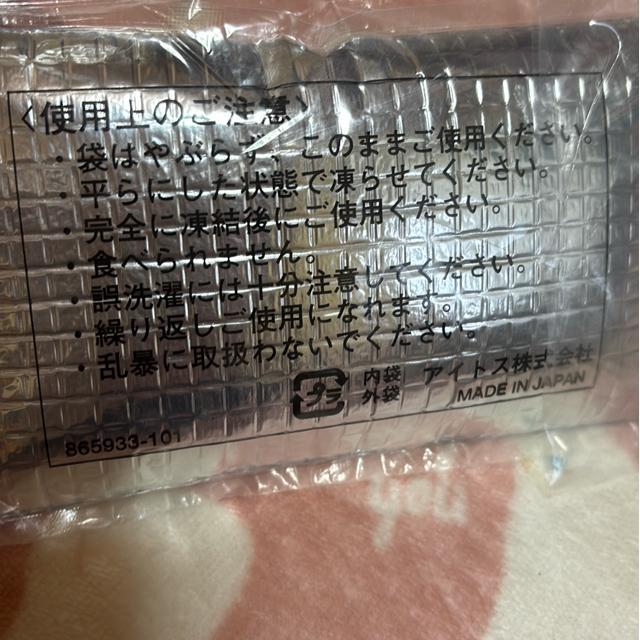 〈使用上のご注意〉
・袋はやぶらず、このままご使用ください。
・平らにした状態で凍らせてください。
・完全に凍結後にご使用ください。
・食べられません。
・誤洗濯には十分注意してください。
・繰り返しご使用になれます。
・乱暴に取扱わないでください。
プラ 内袋 外袋 アイトス株式会社
MADE IN JAPAN
865933-101